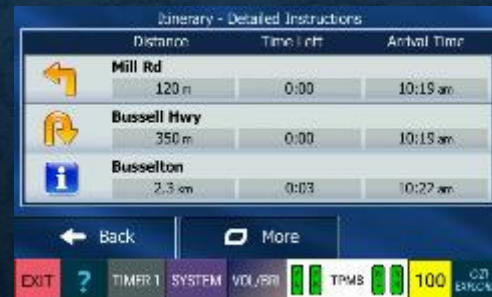 Itinerary - Detailed Instructions
Distance Time Left Arrival Time
Mill Rd
120 m 0:00 10:19 am
Bussell Hwy
350 m 0:00 10:19 am
Busselton
2.3 km 0:03 10:22 am
Back More
EXIT ? TIMER 1 SYSTEM VOL/BRI TPMS 100 OZI EXPLORER